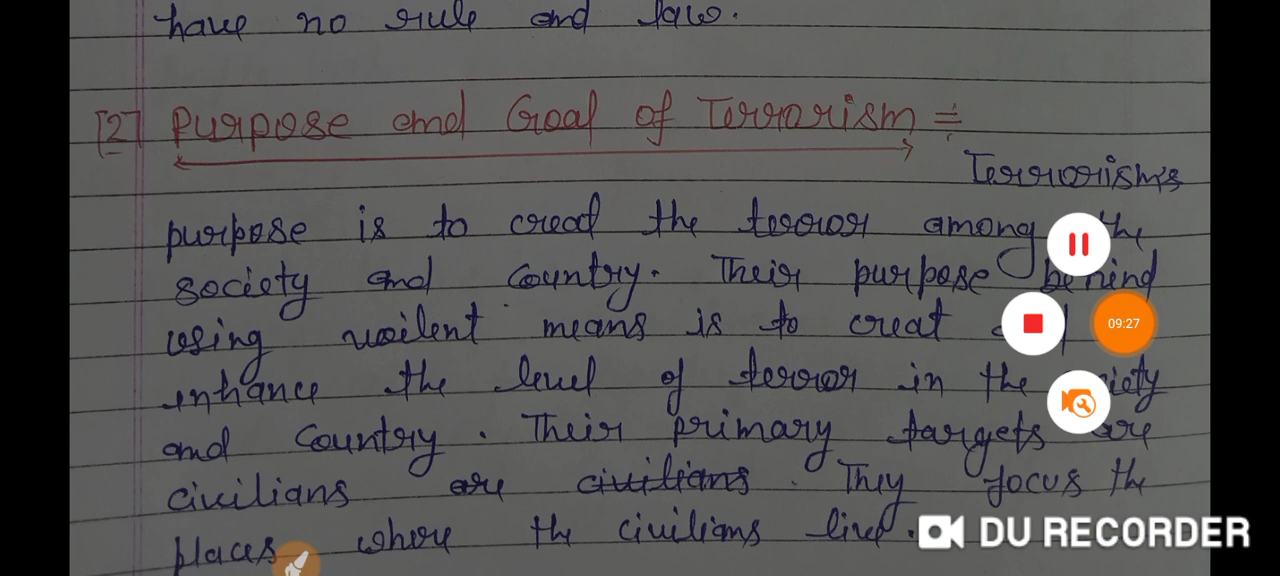 have no rule and law.
[2] Purpose and Goal of Terrorism =
Terrorism's
purpose is to creat the terror among the
society and country. Their purpose behind
using voilent means is to creat
enhance the level of terror in the society
and country. Their primary targets are
civilians are civilians. They focus the
places where the civilians live.
09:27
DU RECORDER